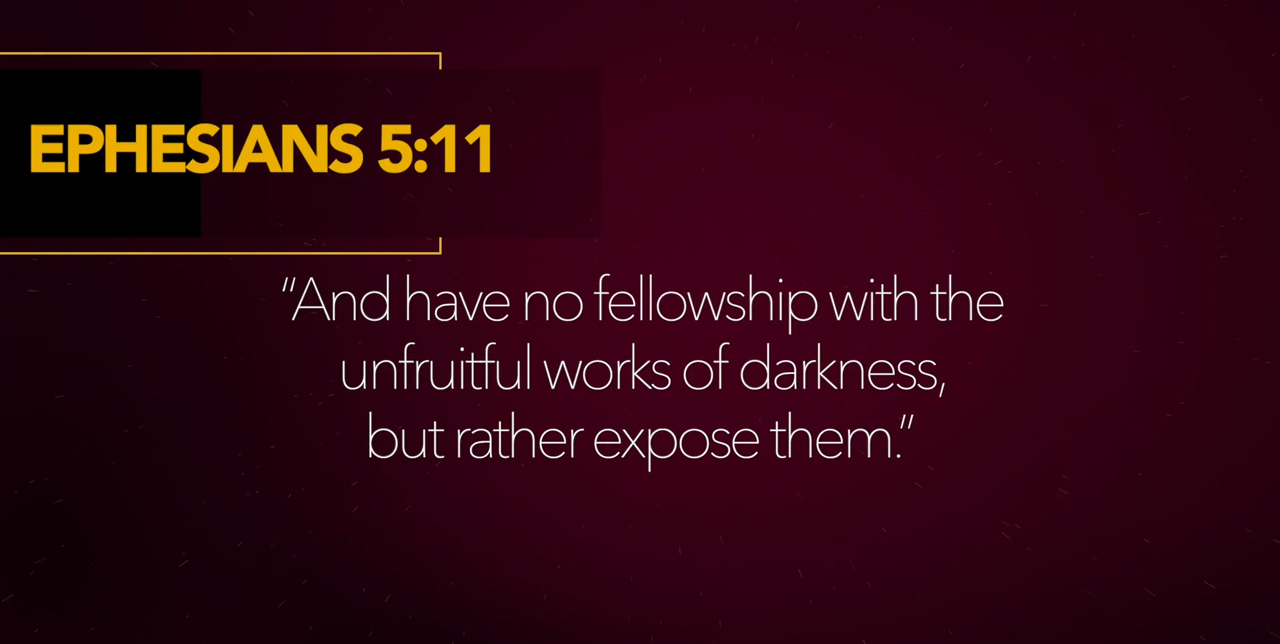 EPHESIANS 5:11
“And have no fellowship with the
unfruitful works of darkness,
but rather expose them.”